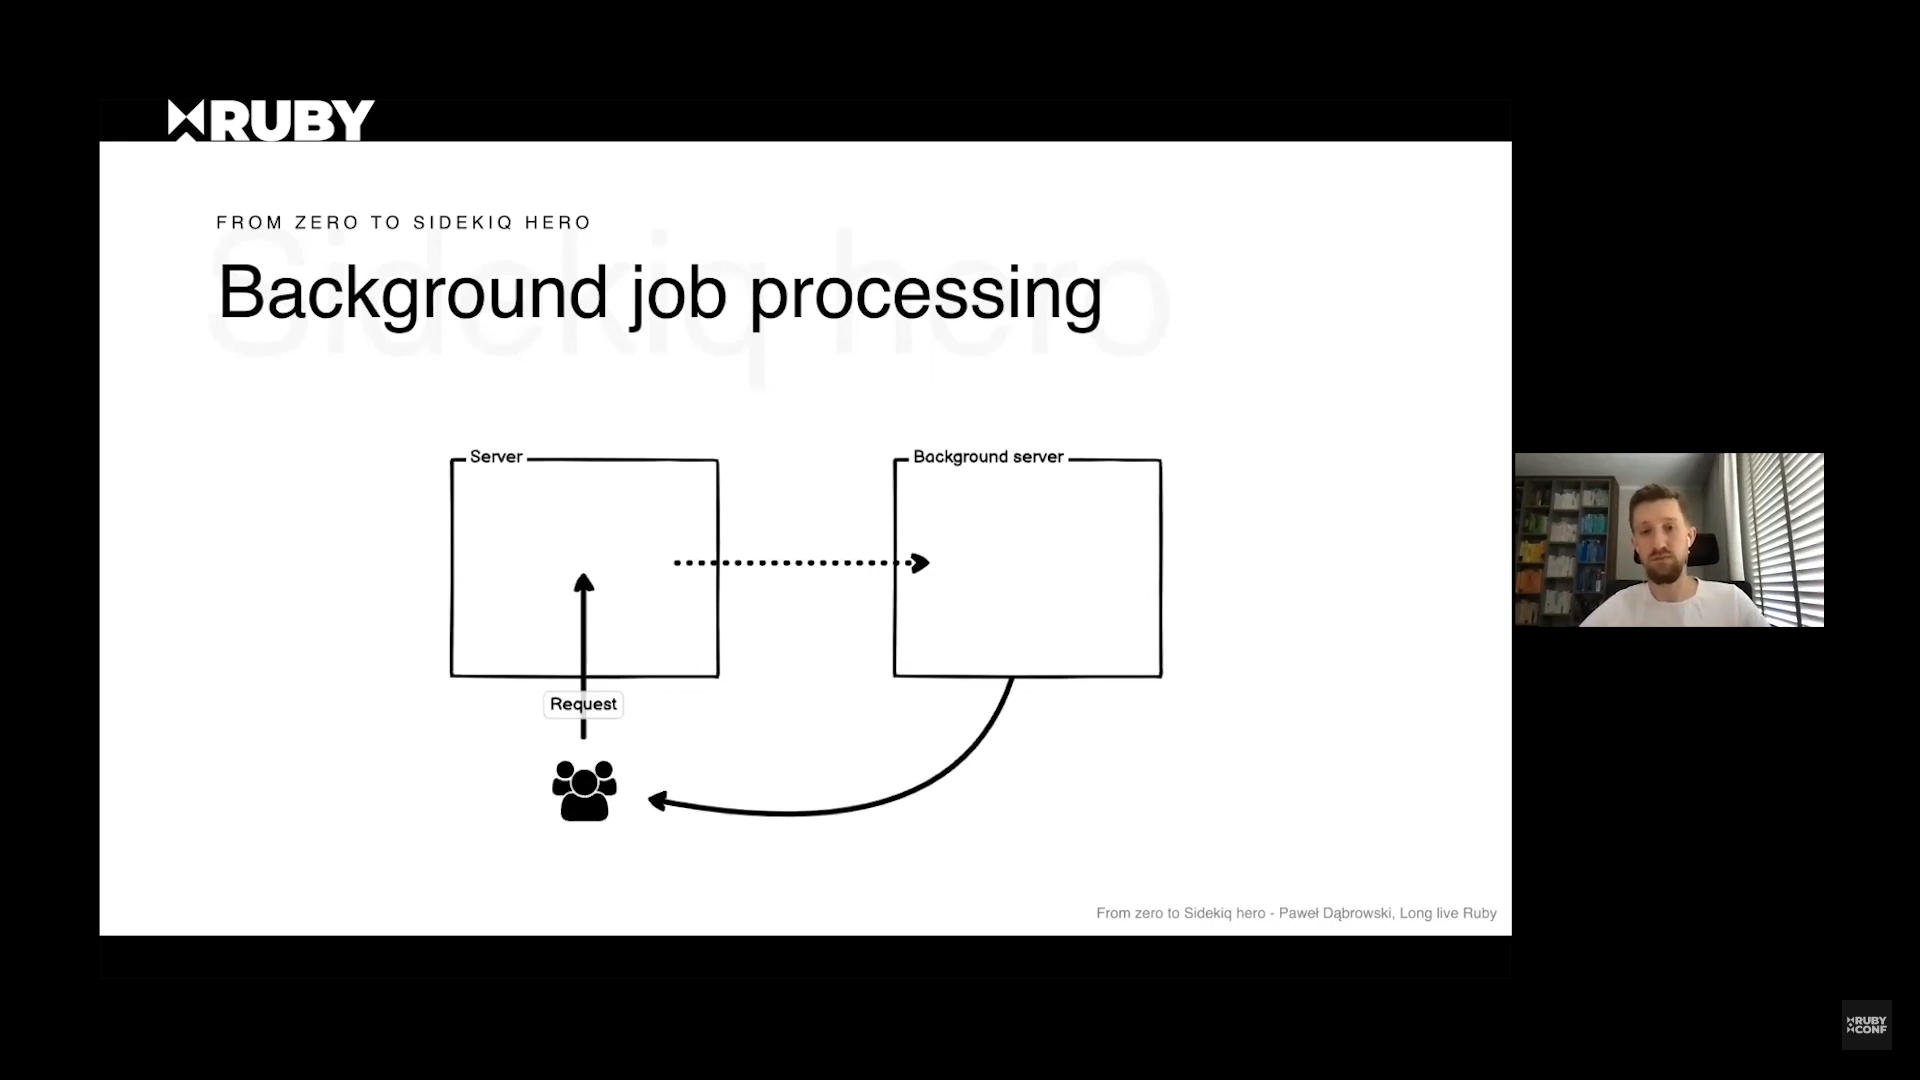 RUBY
FROM ZERO TO SIDEKIQ HERO
Sidekiq hero
Background job processing
Server
Background server
Request
From zero to Sidekiq hero - Paweł Dąbrowski, Long live Ruby
RUBY
CONF